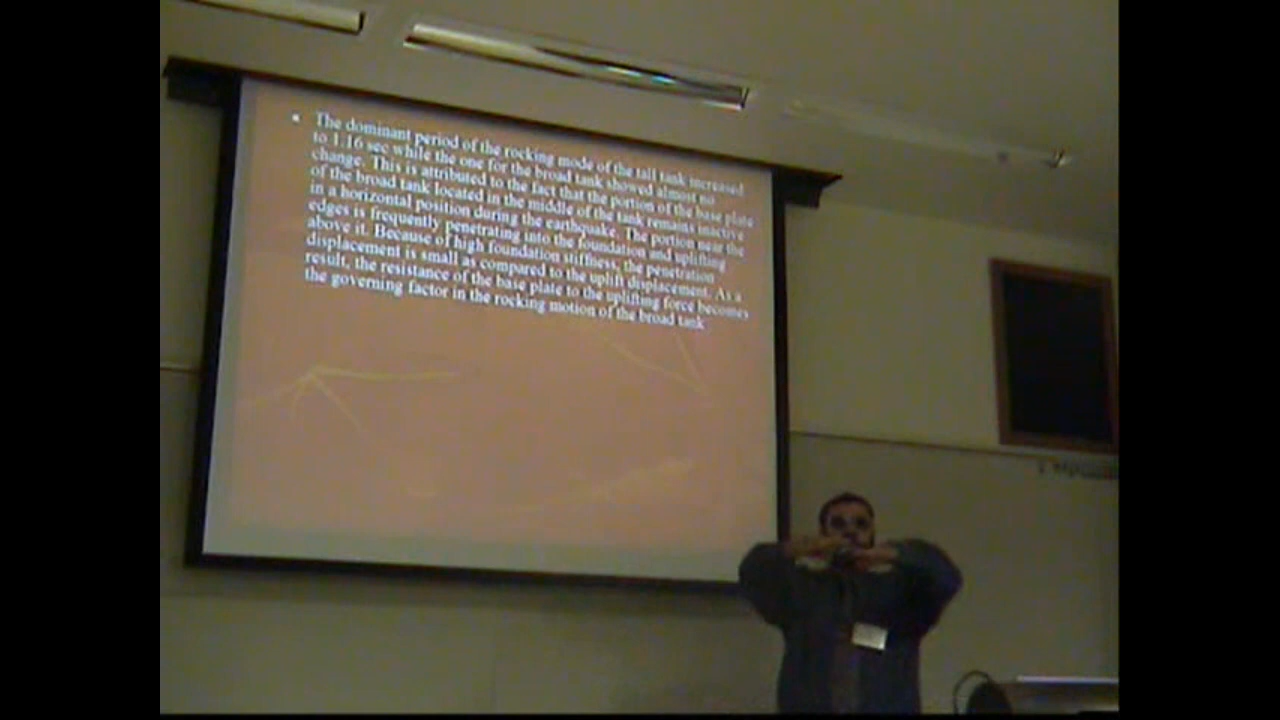 The dominant period of the rocking mode of the tall tank increased
to 1.16 sec while the one for the broad tank showed almost no
change. This is attributed to the fact that the portion of the base plate
of the broad tank located in the middle of the tank remains inactive
in a horizontal position during the earthquake. The portion near the
edges is frequently penetrating into the foundation and uplifting
above it. Because of high foundation stiffness, the penetration
displacement is small as compared to the uplift displacement. As a
result, the resistance of the base plate to the uplifting force becomes
the governing factor in the rocking motion of the broad tank